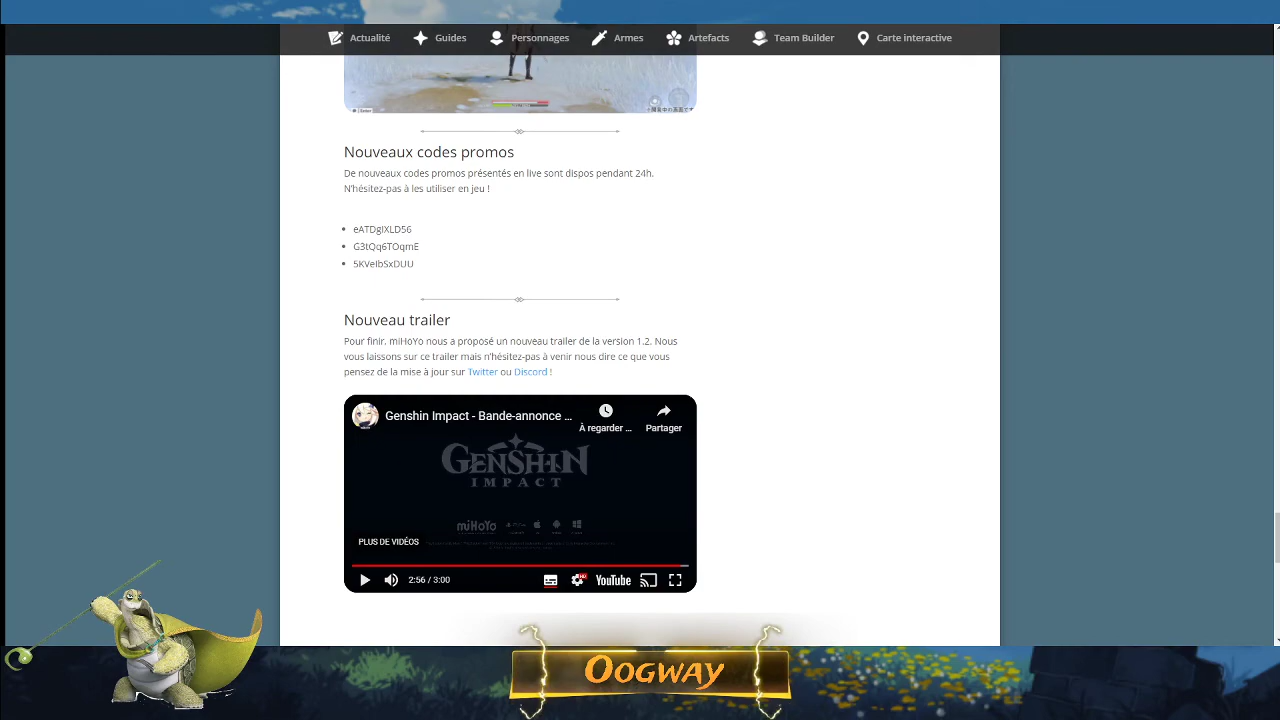 Actualité Guides Personnages Armes Artefacts Team Builder Carte interactive
Nouveaux codes promos
De nouveaux codes promos présentés en live sont dispos pendant 24h.
N'hésitez-pas à les utiliser en jeu !
• eATDgIXLD56
• G3tQq6TOqmE
• 5KVeIbSxDUU
Nouveau trailer
Pour finir, miHoYo nous a proposé un nouveau trailer de la version 1.2. Nous
vous laissons sur ce trailer mais n'hésitez-pas à venir nous dire ce que vous
pensez de la mise à jour sur Twitter ou Discord !
Genshin Impact - Bande-annonce ...
À regarder ... Partager
GENSHIN
IMPACT
miHoYo
PLUS DE VIDÉOS
2:56 / 3:00 HD YouTube
OOGWAY